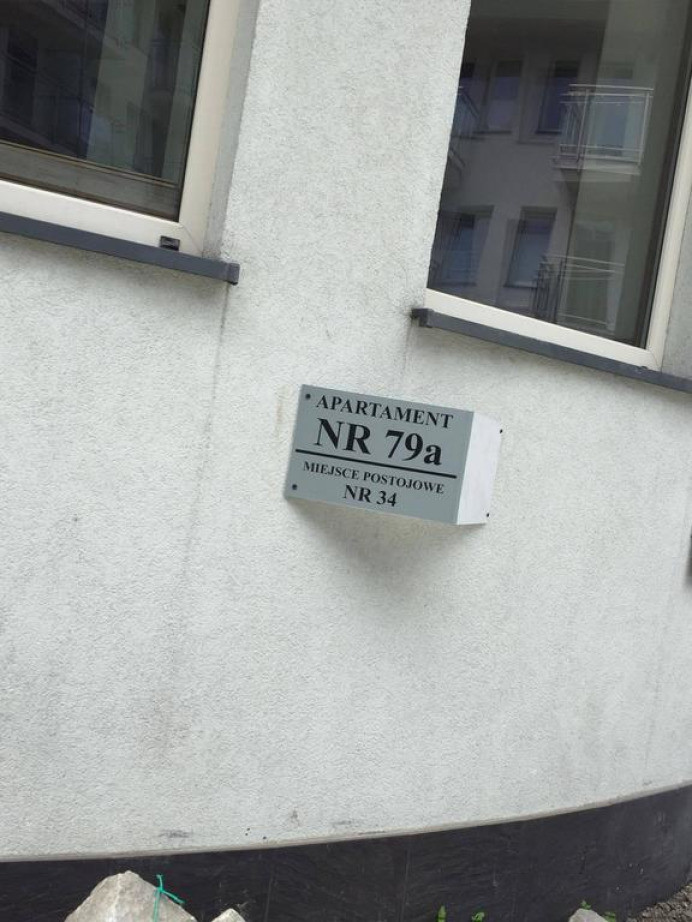 APARTAMENT
NR 79a
MIEJSCE POSTOJOWE
NR 34